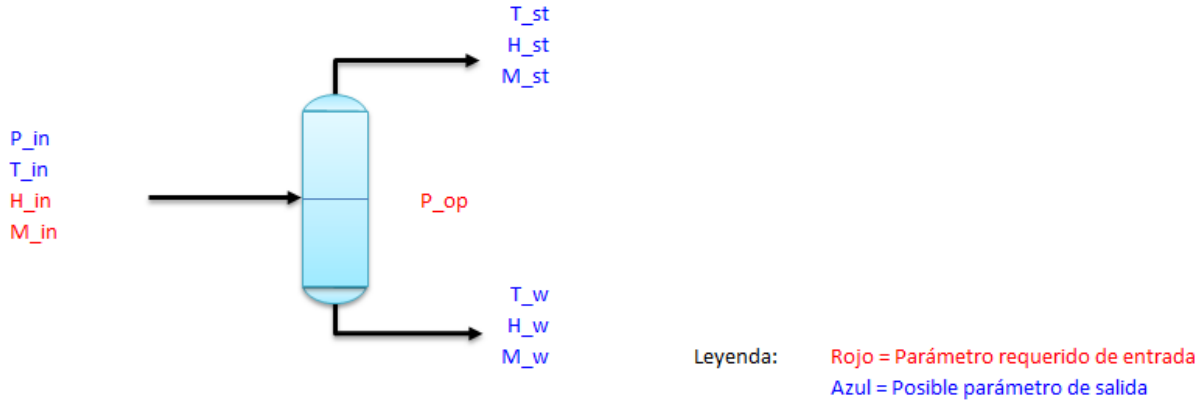 T_st
H_st
M_st
P_in
T_in
H_in
M_in
P_op
T_w
H_w
M_w
Leyenda: Rojo = Parámetro requerido de entrada
Azul = Posible parámetro de salida